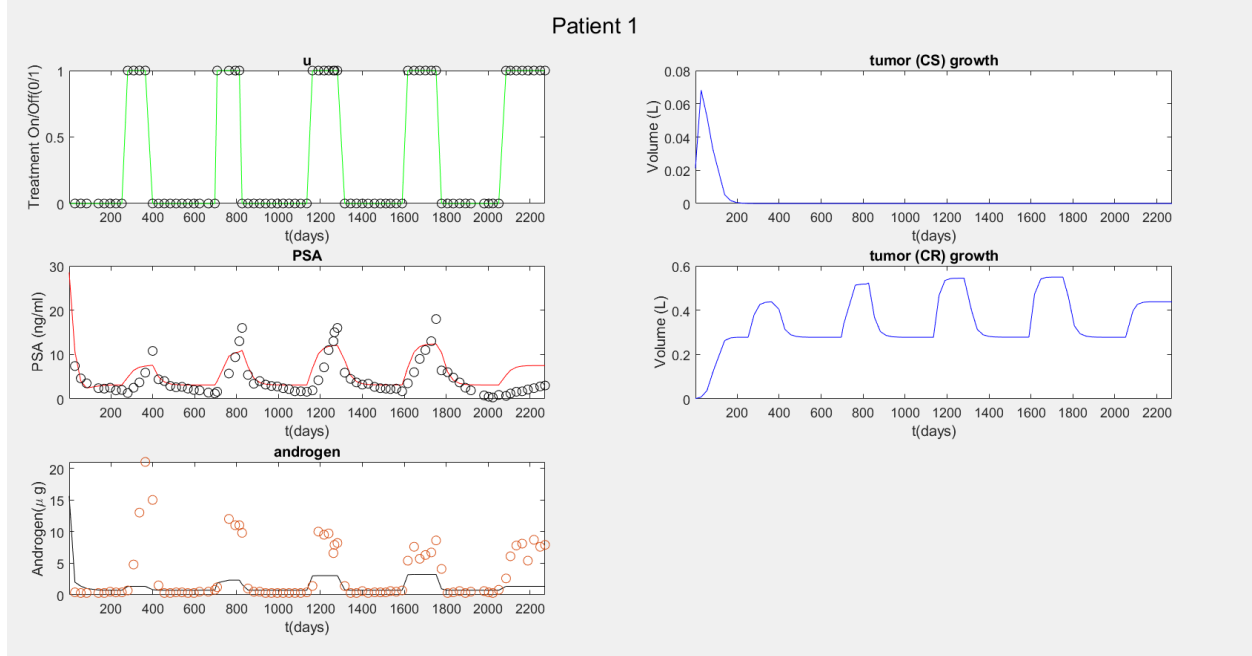 Patient 1
u
Treatment On/Off(0/1)
1
0.5
0
200 400 600 800 1000 1200 1400 1600 1800 2000 2200
t(days)
tumor (CS) growth
Volume (L)
0.08
0.06
0.04
0.02
0
200 400 600 800 1000 1200 1400 1600 1800 2000 2200
t(days)
PSA
PSA (ng/ml)
30
20
10
0
200 400 600 800 1000 1200 1400 1600 1800 2000 2200
t(days)
tumor (CR) growth
Volume (L)
0.6
0.4
0.2
0
200 400 600 800 1000 1200 1400 1600 1800 2000 2200
t(days)
androgen
Androgen(μ g)
20
15
10
5
0
200 400 600 800 1000 1200 1400 1600 1800 2000 2200
t(days)